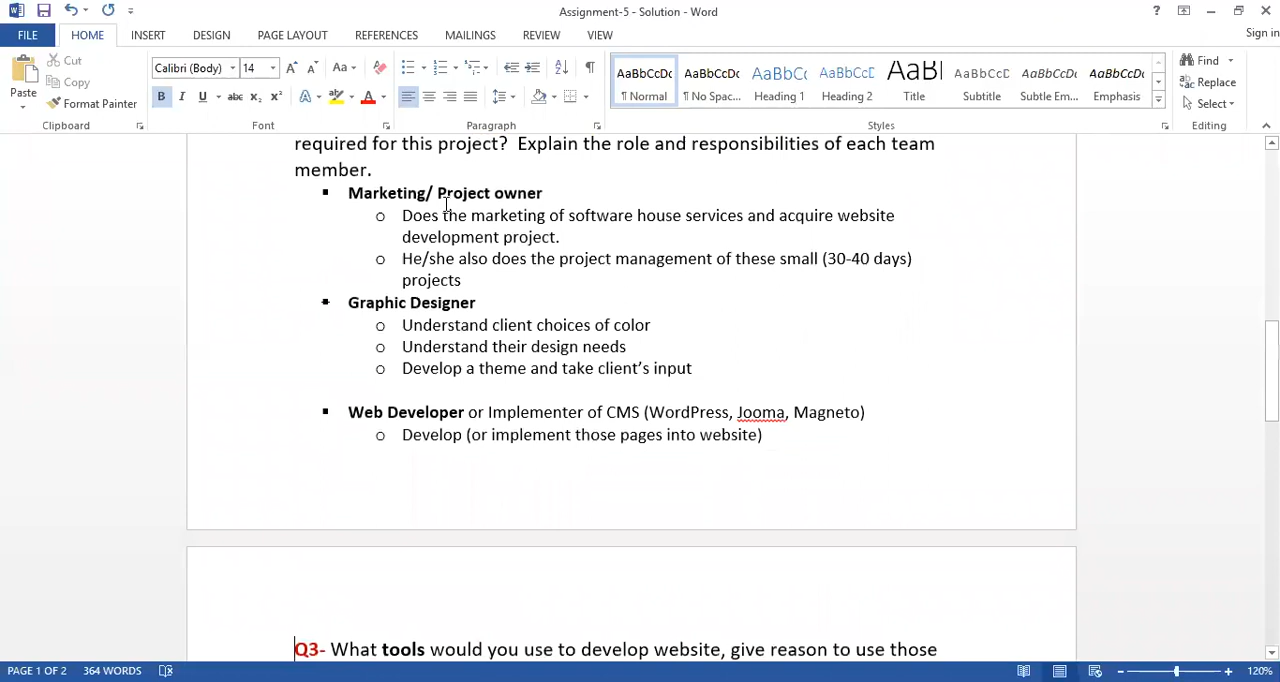 Assignment-5 - Solution - Word
? 
FILE HOME INSERT DESIGN PAGE LAYOUT REFERENCES MAILINGS REVIEW VIEW Sign in
Paste
Cut
Copy
Format Painter
Clipboard
Calibri (Body) 14 Aa
B I U abc X₂ X² A A
Font
Paragraph
AaBbCcDc AaBbCcDc AaBbCc AaBbCcD AaBb AaBbCcD AaBbCcDc AaBbCcDc
¶ Normal ¶ No Spac... Heading 1 Heading 2 Title Subtitle Subtle Em... Emphasis
Styles
Find
Replace
Select
Editing
required for this project? Explain the role and responsibilities of each team
member.
▪ Marketing/ Project owner
o Does the marketing of software house services and acquire website
development project.
o He/she also does the project management of these small (30-40 days)
projects
▪ Graphic Designer
o Understand client choices of color
o Understand their design needs
o Develop a theme and take client’s input
▪ Web Developer or Implementer of CMS (WordPress, Jooma, Magneto)
o Develop (or implement those pages into website)
Q3- What tools would you use to develop website, give reason to use those
PAGE 1 OF 2 364 WORDS 120%